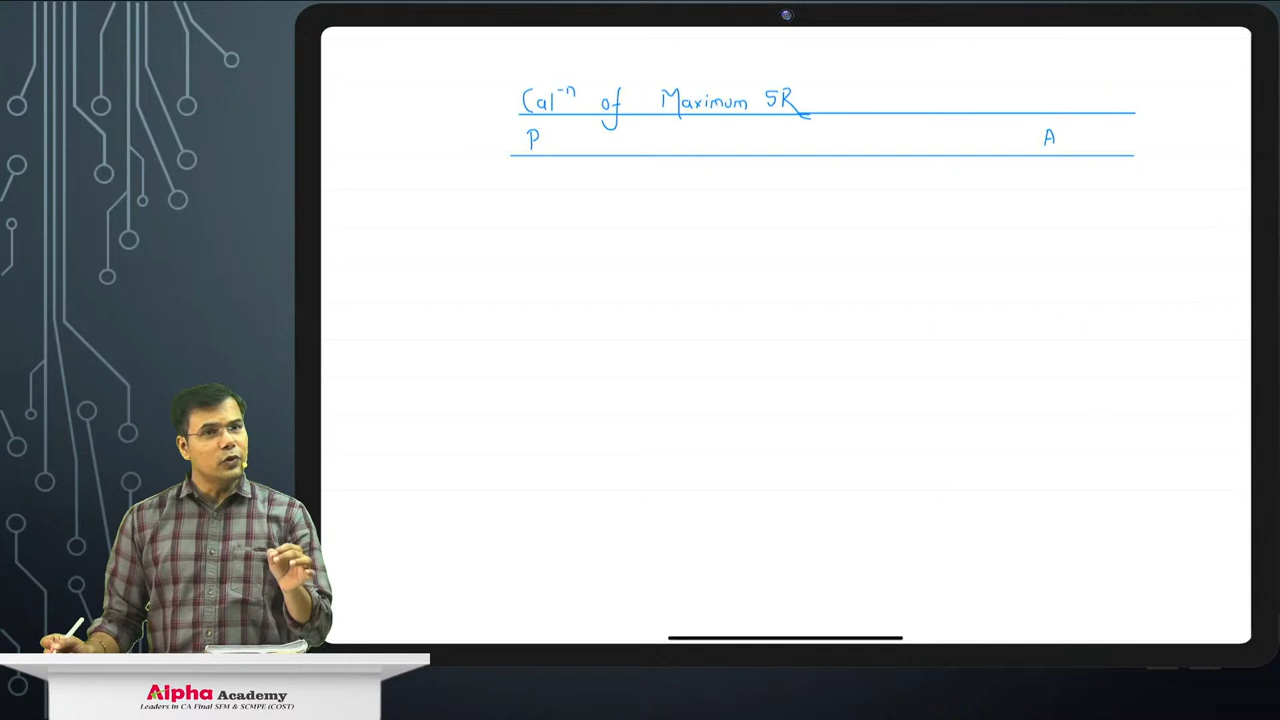 Cal⁻ⁿ of Maximum SR
P A
Alpha Academy
Leaders in CA Final SFM & SCMPE (COST)